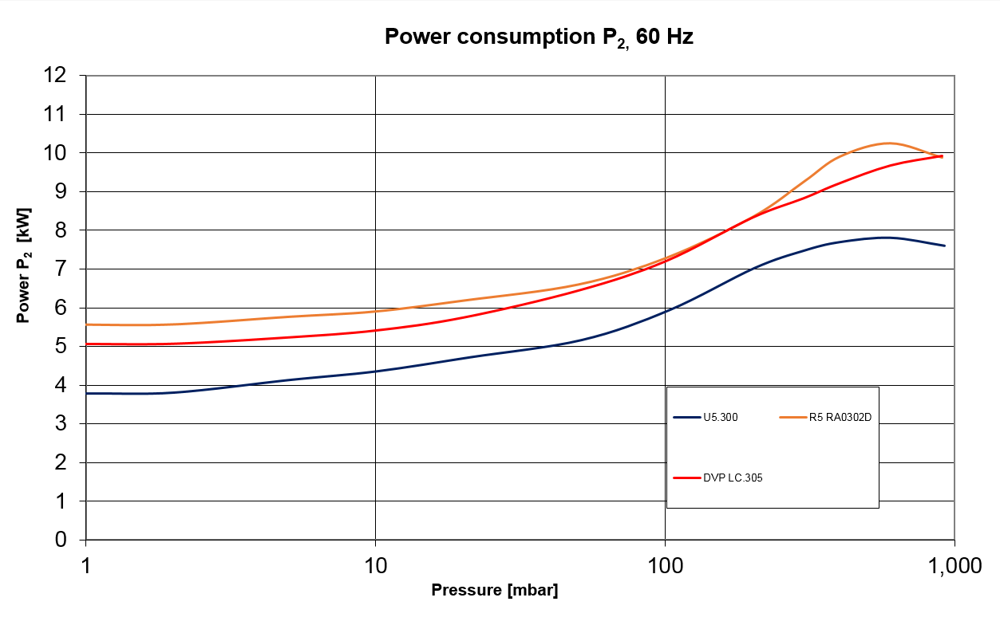 Power consumption P2, 60 Hz
12
11
10
9
8
7
6
5
4
3
2
1
0
Power P2 [kW]
1
10
100
1,000
Pressure [mbar]
U5.300
R5 RA0302D
DVP LC.305